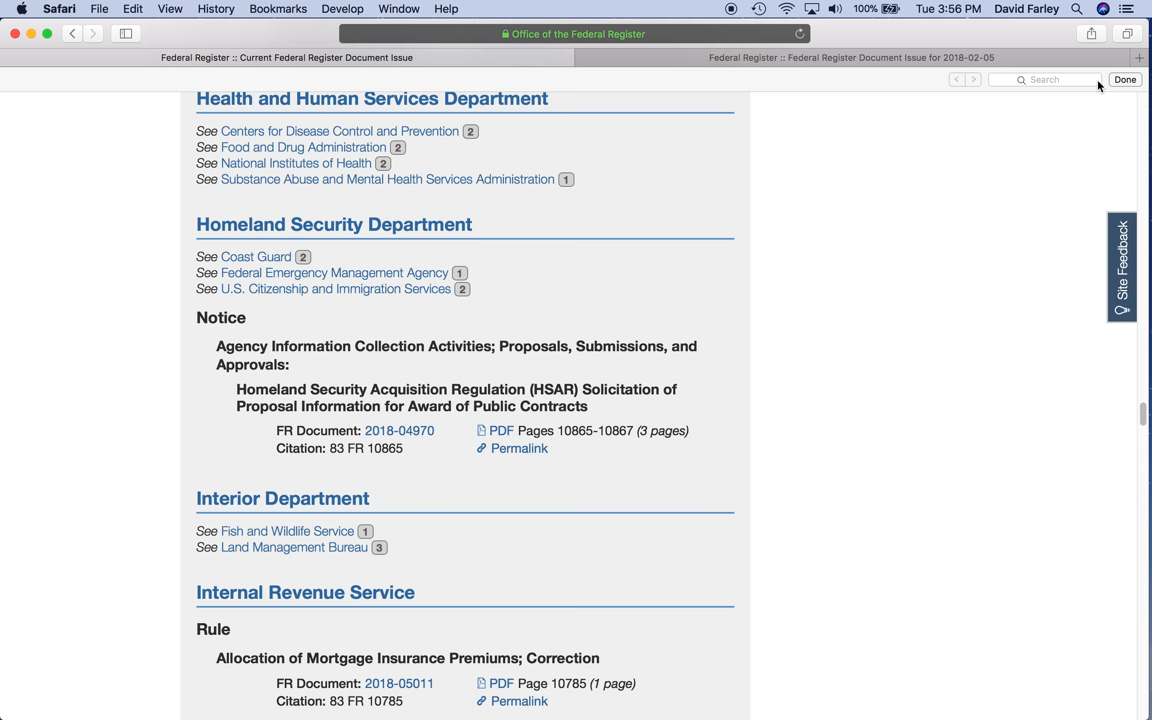 Safari File Edit View History Bookmarks Develop Window Help 100% Tue 3:56 PM David Farley
Office of the Federal Register
Federal Register :: Current Federal Register Document Issue
Federal Register :: Federal Register Document Issue for 2018-02-05
Search
Done
Health and Human Services Department
See Centers for Disease Control and Prevention 2
See Food and Drug Administration 2
See National Institutes of Health 2
See Substance Abuse and Mental Health Services Administration 1
Homeland Security Department
See Coast Guard 2
See Federal Emergency Management Agency 1
See U.S. Citizenship and Immigration Services 2
Notice
Agency Information Collection Activities; Proposals, Submissions, and
Approvals:
Homeland Security Acquisition Regulation (HSAR) Solicitation of
Proposal Information for Award of Public Contracts
FR Document: 2018-04970 PDF Pages 10865-10867 (3 pages)
Citation: 83 FR 10865 Permalink
Interior Department
See Fish and Wildlife Service 1
See Land Management Bureau 3
Internal Revenue Service
Rule
Allocation of Mortgage Insurance Premiums; Correction
FR Document: 2018-05011 PDF Page 10785 (1 page)
Citation: 83 FR 10785 Permalink
Site Feedback